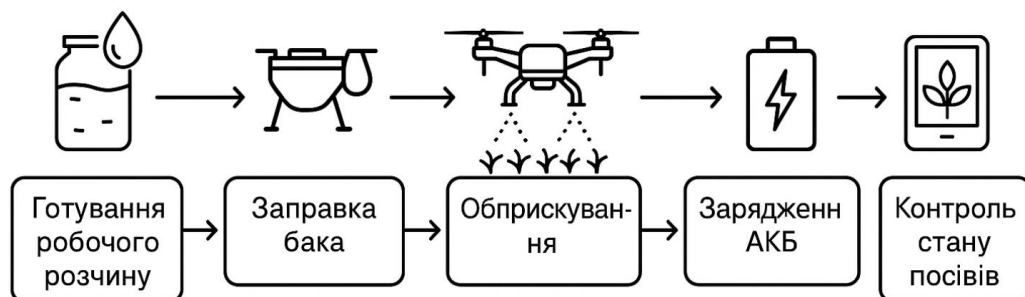 Готування
робочого
розчину
Заправка
бака
Обприскуван-
ня
Зарядженн
АКБ
Контроль
стану
посівів